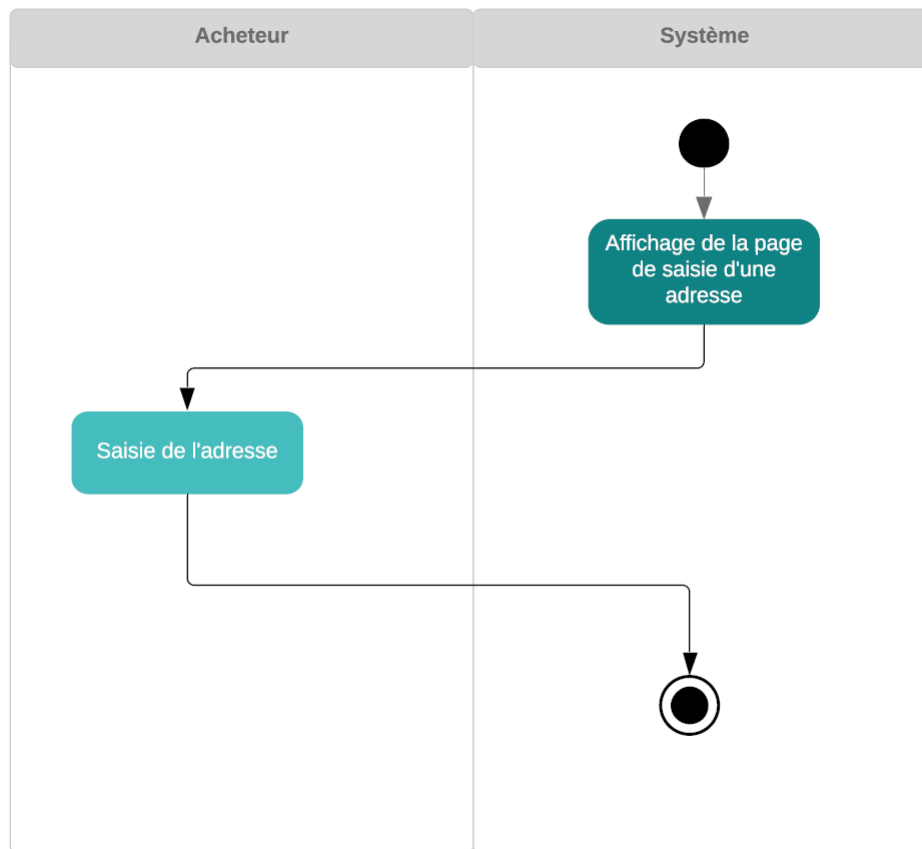 Acheteur
Système
Affichage de la page
de saisie d'une
adresse
Saisie de l'adresse